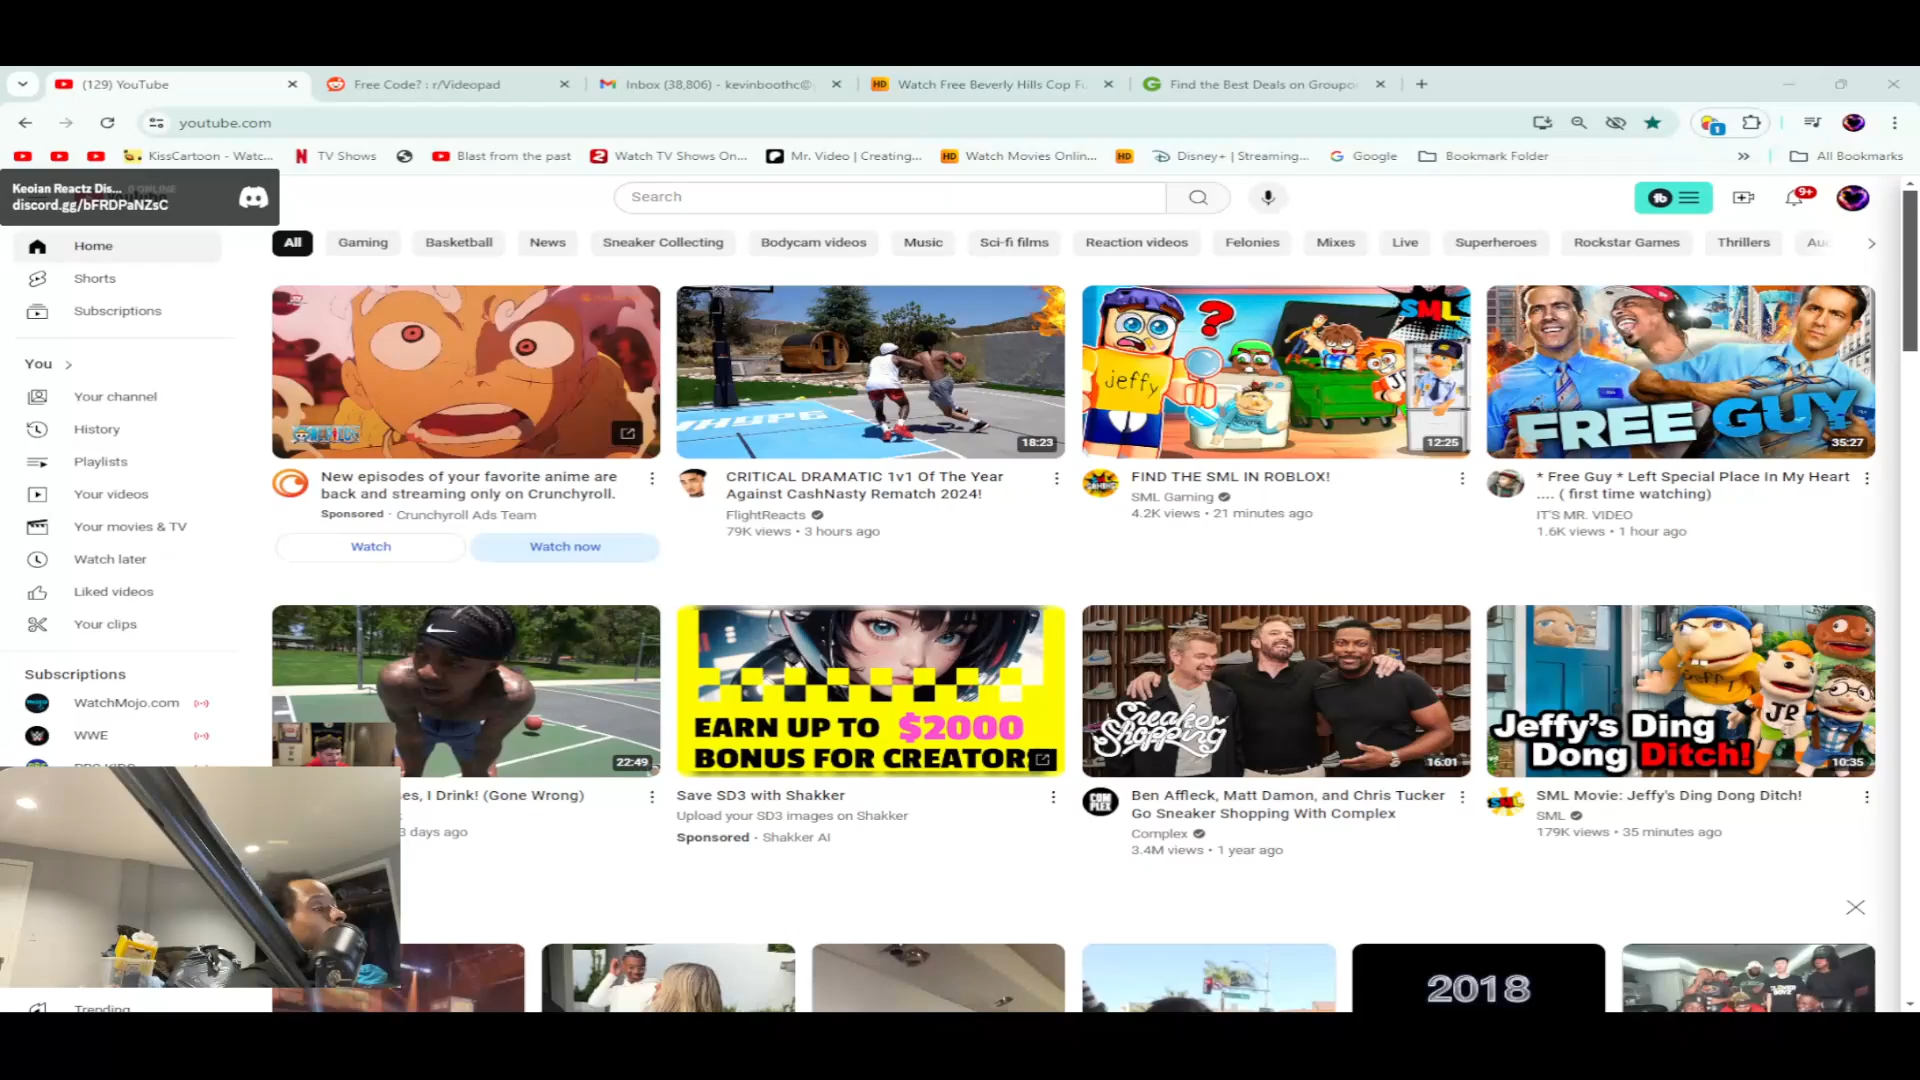 (129) YouTube
Free Code? : r/Videopad
Inbox (38,806) - kevinboothc@
Watch Free Beverly Hills Cop F
Find the Best Deals on Groupo
youtube.com
KissCartoon - Watc...
TV Shows
Blast from the past
Watch TV Shows On...
Mr. Video | Creating...
HD
Watch Movies Onlin...
HD
Disney+ | Streaming...
Google
Bookmark Folder
All Bookmarks
Keoian Reactz Dis... 0 ONLINE
discord.gg/bFRDPaNZsC
Search
9+
Home
Shorts
Subscriptions
You
Your channel
History
Playlists
Your videos
Your movies & TV
Watch later
Liked videos
Your clips
Subscriptions
WatchMojo.com
WWE
Trending
All
Gaming
Basketball
News
Sneaker Collecting
Bodycam videos
Music
Sci-fi films
Reaction videos
Felonies
Mixes
Live
Superheroes
Rockstar Games
Thrillers
New episodes of your favorite anime are
back and streaming only on Crunchyroll.
Sponsored · Crunchyroll Ads Team
Watch
Watch now
18:23
CRITICAL DRAMATIC 1v1 Of The Year
Against CashNasty Rematch 2024!
FlightReacts
79K views • 3 hours ago
SML
jeffy
12:25
FIND THE SML IN ROBLOX!
SML Gaming
4.2K views • 21 minutes ago
FREE GUY
35:27
* Free Guy * Left Special Place In My Heart
.... ( first time watching)
IT'S MR. VIDEO
1.6K views • 1 hour ago
22:49
es, I Drink! (Gone Wrong)
3 days ago
EARN UP TO $2000
BONUS FOR CREATORS
Save SD3 with Shakker
Upload your SD3 images on Shakker
Sponsored · Shakker AI
Sneaker
Shopping
16:01
COM
PLEX
Ben Affleck, Matt Damon, and Chris Tucker
Go Sneaker Shopping With Complex
Complex
3.4M views • 1 year ago
Jeffy's Ding
Dong Ditch!
JR
10:35
SML Movie: Jeffy's Ding Dong Ditch!
SML
179K views • 35 minutes ago
2018